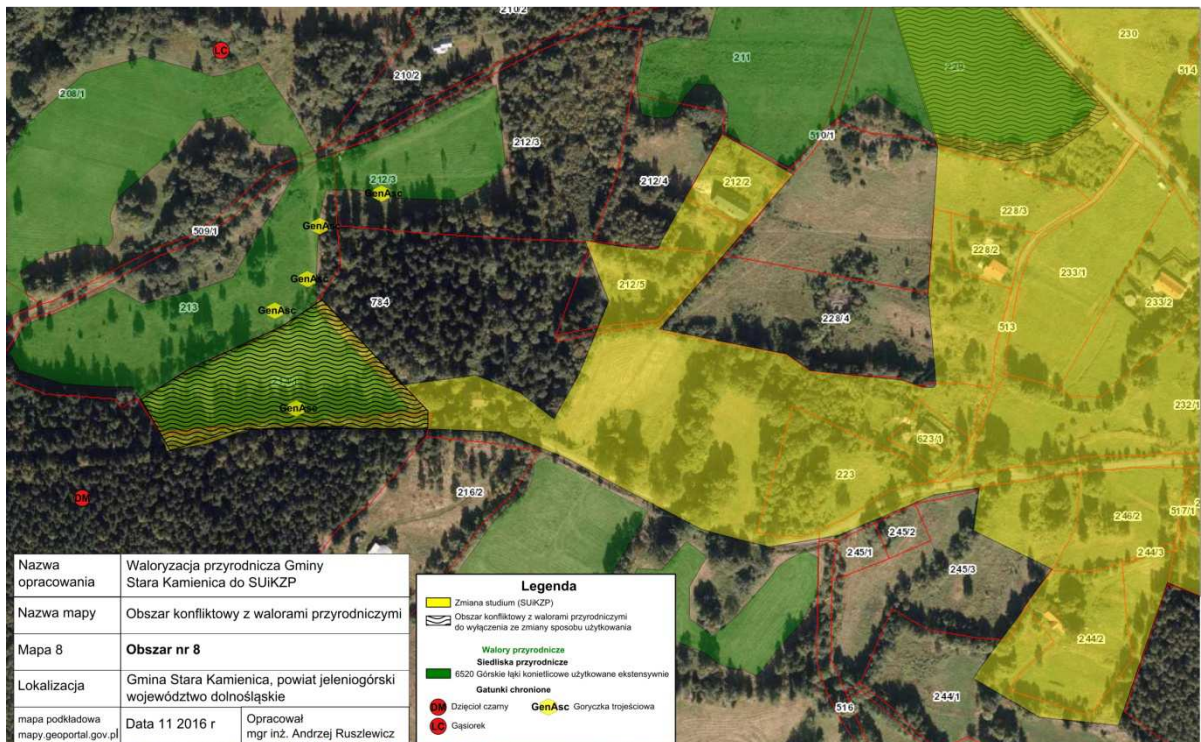 210/2
LC
230
211
514
208/1
210/2
212/3
510/1
212/3
GenAsc
212/4
212/2
GenAsc
228/3
509/1
228/2
GenAsc
212/5
233/1
233/2
213
GenAsc
784
228/4
513
GenAsc
232/1
623/1
223
DM
216/2
245/2
246/2
517/1
245/1
244/3
245/3
244/2
244/1
516
Nazwa opracowania
Waloryzacja przyrodnicza Gminy
Stara Kamienica do SUiKZP
Nazwa mapy
Obszar konfliktowy z walorami przyrodniczymi
Mapa 8
Obszar nr 8
Lokalizacja
Gmina Stara Kamienica, powiat jeleniogórski
województwo dolnośląskie
mapa podkładowa
mapy.geoportal.gov.pl
Data 11 2016 r
Opracował
mgr inż. Andrzej Ruszlewicz
Legenda
Zmiana studium (SUiKZP)
Obszar konfliktowy z walorami przyrodniczymi
do wyłączenia ze zmiany sposobu użytkowania
Walory przyrodnicze
Siedliska przyrodnicze
6520 Górskie łąki konietlicowe użytkowane ekstensywnie
Gatunki chronione
DM Dzięcioł czarny
GenAsc Goryczka trojeściowa
LC Gąsiorek